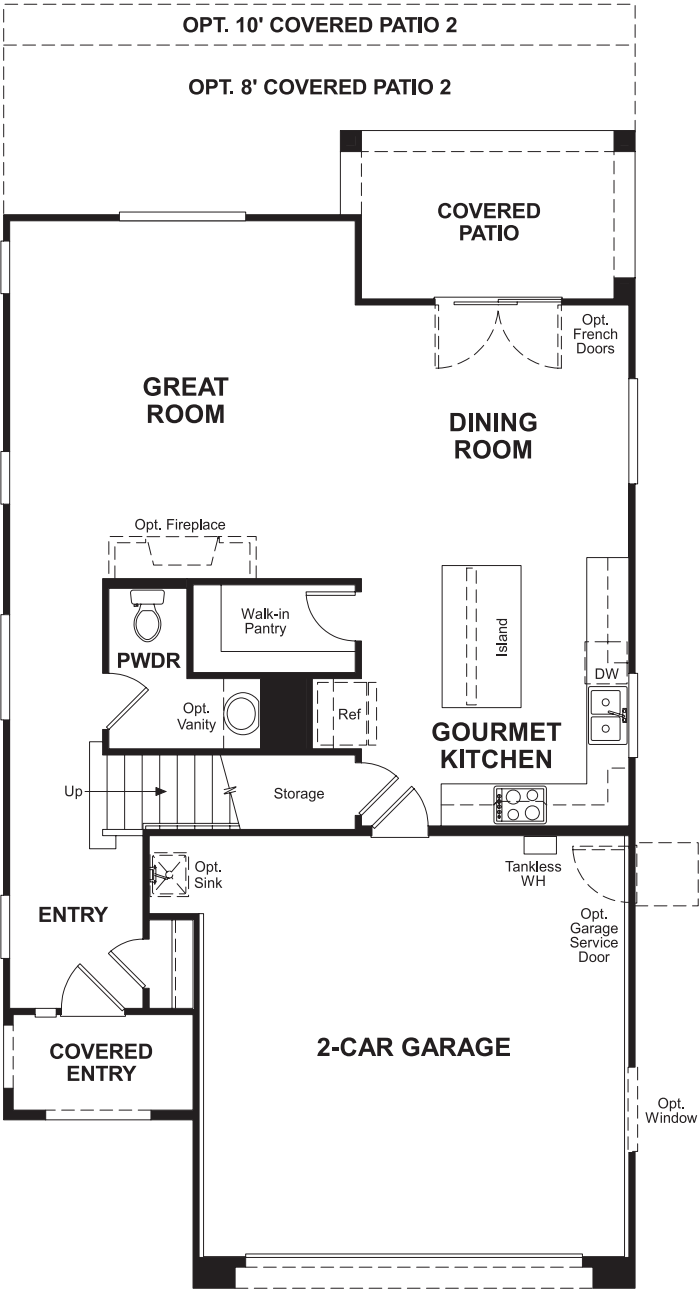 OPT. 10' COVERED PATIO 2
OPT. 8' COVERED PATIO 2
COVERED
PATIO
Opt.
French
Doors
GREAT
ROOM
DINING
ROOM
Opt. Fireplace
Walk-in
Pantry
Island
PWDR
DW
Opt.
Vanity
Ref
GOURMET
KITCHEN
Up
Storage
Opt.
Sink
Tankless
WH
Opt.
Garage
Service
Door
ENTRY
COVERED
ENTRY
2-CAR GARAGE
Opt.
Window